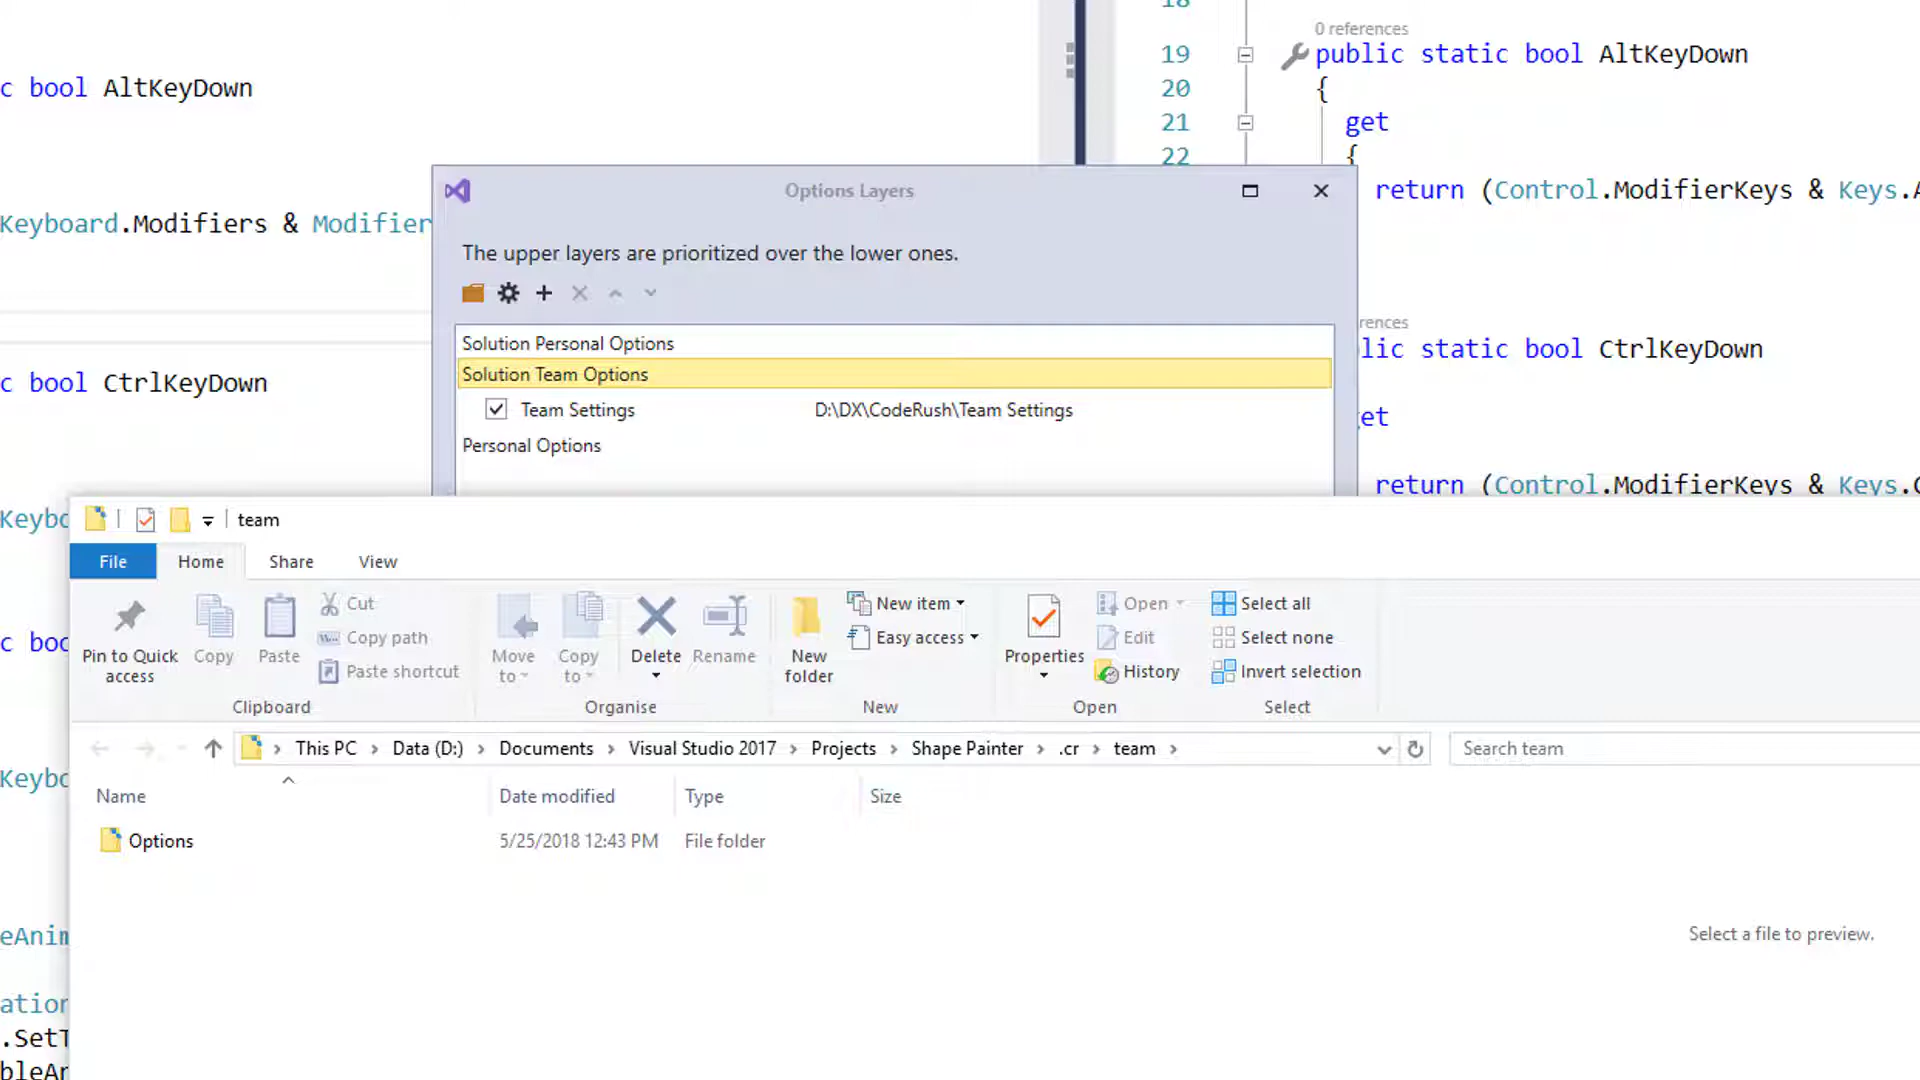 c bool AltKeyDown
Keyboard.Modifiers & Modifier
c bool CtrlKeyDown
Keybo
c boo
Keybo
eAnim
ation
.SetT
bleAn
18
0 references
19 public static bool AltKeyDown
20 {
21 get
22 {
return (Control.ModifierKeys & Keys.A
rences
lic static bool CtrlKeyDown
get
return (Control.ModifierKeys & Keys.C
Options Layers
The upper layers are prioritized over the lower ones.
Solution Personal Options
Solution Team Options
Team Settings D:\DX\CodeRush\Team Settings
Personal Options
team
File Home Share View
Pin to Quick access
Copy
Paste
Cut
Copy path
Paste shortcut
Clipboard
Move to
Copy to
Delete
Rename
Organise
New folder
New item
Easy access
New
Properties
Open
Edit
History
Open
Select all
Select none
Invert selection
Select
This PC > Data (D:) > Documents > Visual Studio 2017 > Projects > Shape Painter > .cr > team >
Search team
Name Date modified Type Size
Options 5/25/2018 12:43 PM File folder
Select a file to preview.